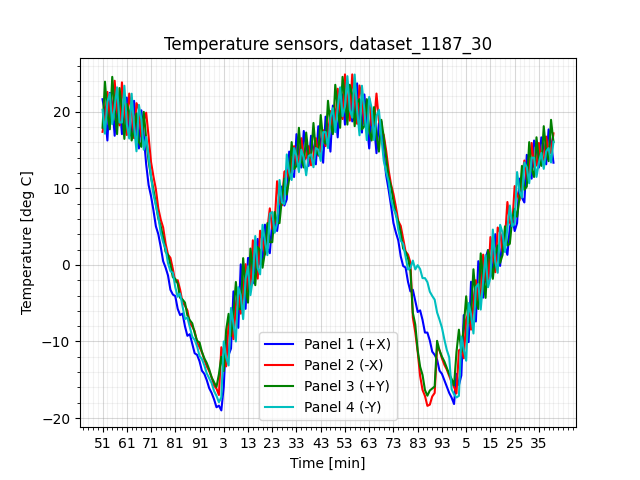 Temperature sensors, dataset_1187_30
Temperature [deg C]
20
10
0
−10
−20
Panel 1 (+X)
Panel 2 (-X)
Panel 3 (+Y)
Panel 4 (-Y)
51 61 71 81 91 3 13 23 33 43 53 63 73 83 93 5 15 25 35
Time [min]